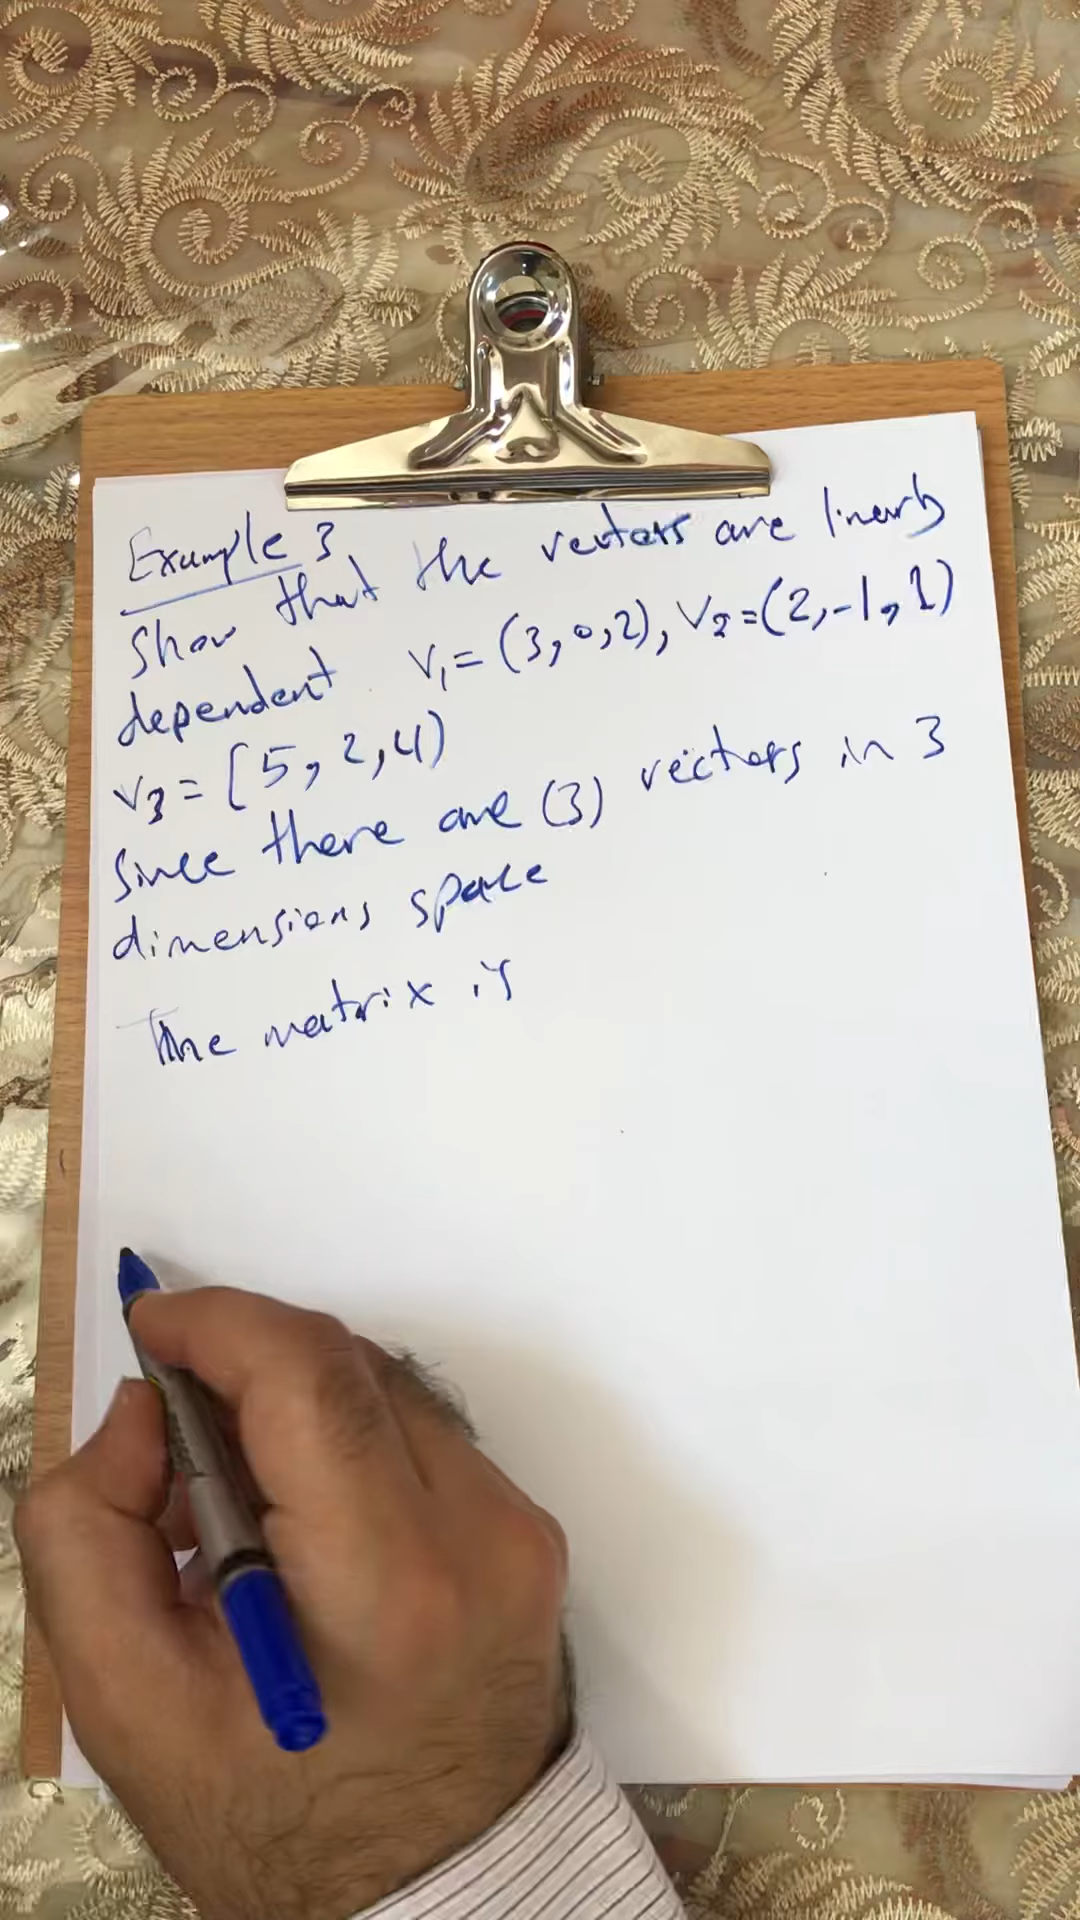 Example 3
Show that the vectors are linearly
dependent V₁ = (3, 0, 2), V₂ = (2, -1, 1)
V₃ = [5, 2, 4)
Since there are (3) vectors in 3
dimensions space
The matrix is